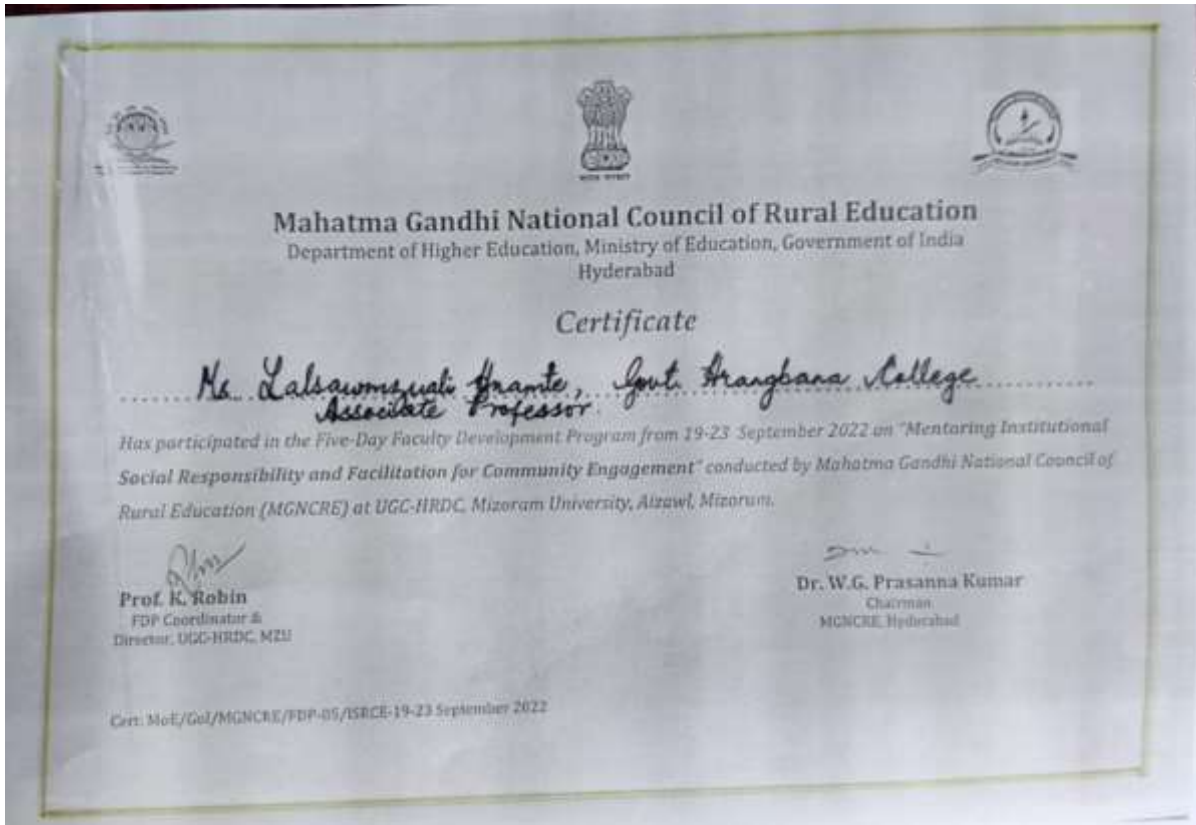 Mahatma Gandhi National Council of Rural Education
Department of Higher Education, Ministry of Education, Government of India
Hyderabad
Certificate
Ms. Lalsawmzuali Hnamte, Govt. Hrangbana College
Associate Professor
Has participated in the Five-Day Faculty Development Program from 19-23 September 2022 on "Mentoring Institutional
Social Responsibility and Facilitation for Community Engagement" conducted by Mahatma Gandhi National Council of
Rural Education (MGNCRE) at UGC-HRDC, Mizoram University, Aizawl, Mizoram.
Prof. K. Robin
FDP Coordinator &
Director, UGC-HRDC, MZU
Dr. W.G. Prasanna Kumar
Chairman
MGNCRE, Hyderabad
Cert: MoE/GoI/MGNCRE/FDP-05/ISRCE-19-23 September 2022